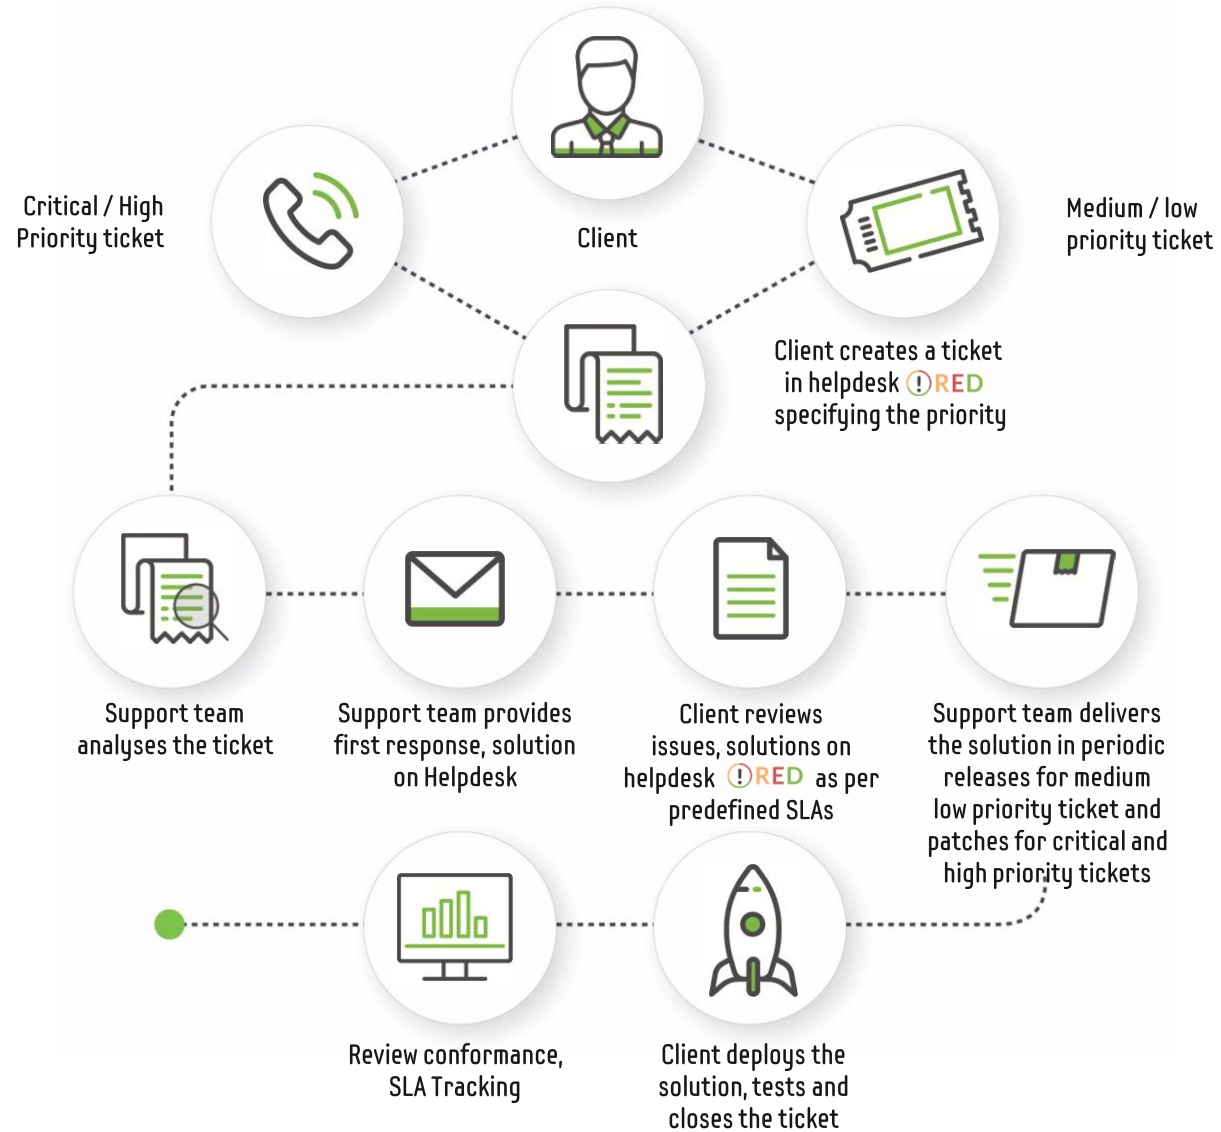 Client
Critical / High
Priority ticket
Medium / low
priority ticket
Client creates a ticket
in helpdesk ! RED
specifying the priority
Support team
analyses the ticket
Support team provides
first response, solution
on Helpdesk
Client reviews
issues, solutions on
helpdesk ! RED as per
predefined SLAs
Support team delivers
the solution in periodic
releases for medium
low priority ticket and
patches for critical and
high priority tickets
Review conformance,
SLA Tracking
Client deploys the
solution, tests and
closes the ticket